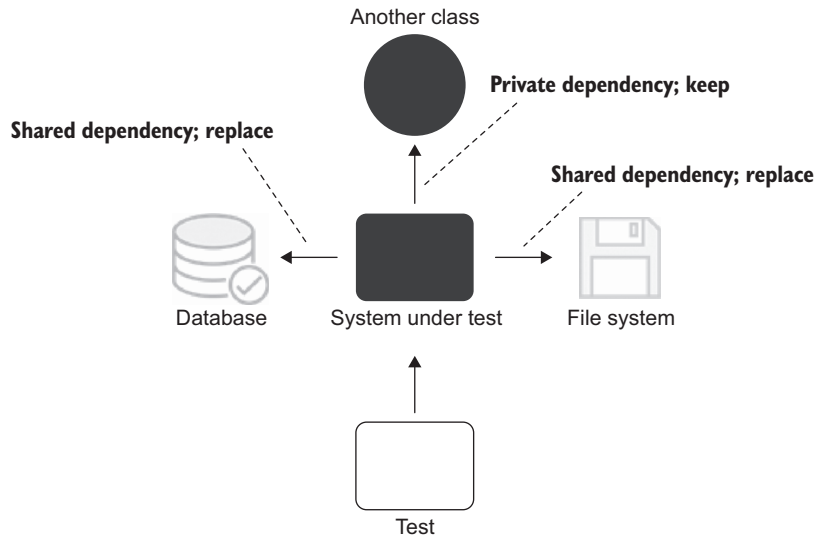 Another class
Private dependency; keep
Shared dependency; replace
Shared dependency; replace
Database
System under test
File system
Test